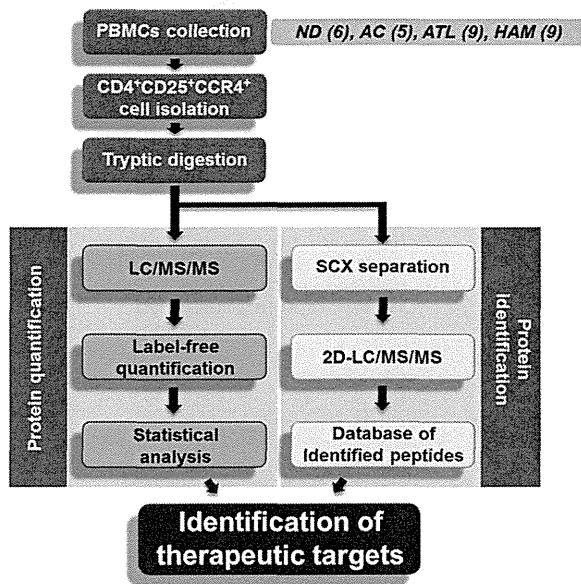 PBMCs collection
ND (6), AC (5), ATL (9), HAM (9)
CD4⁺CD25⁺CCR4⁺
cell isolation
Tryptic digestion
Protein quantification
LC/MS/MS
Label-free
quantification
Statistical
analysis
SCX separation
2D-LC/MS/MS
Database of
Identified peptides
Protein
identification
Identification of
therapeutic targets